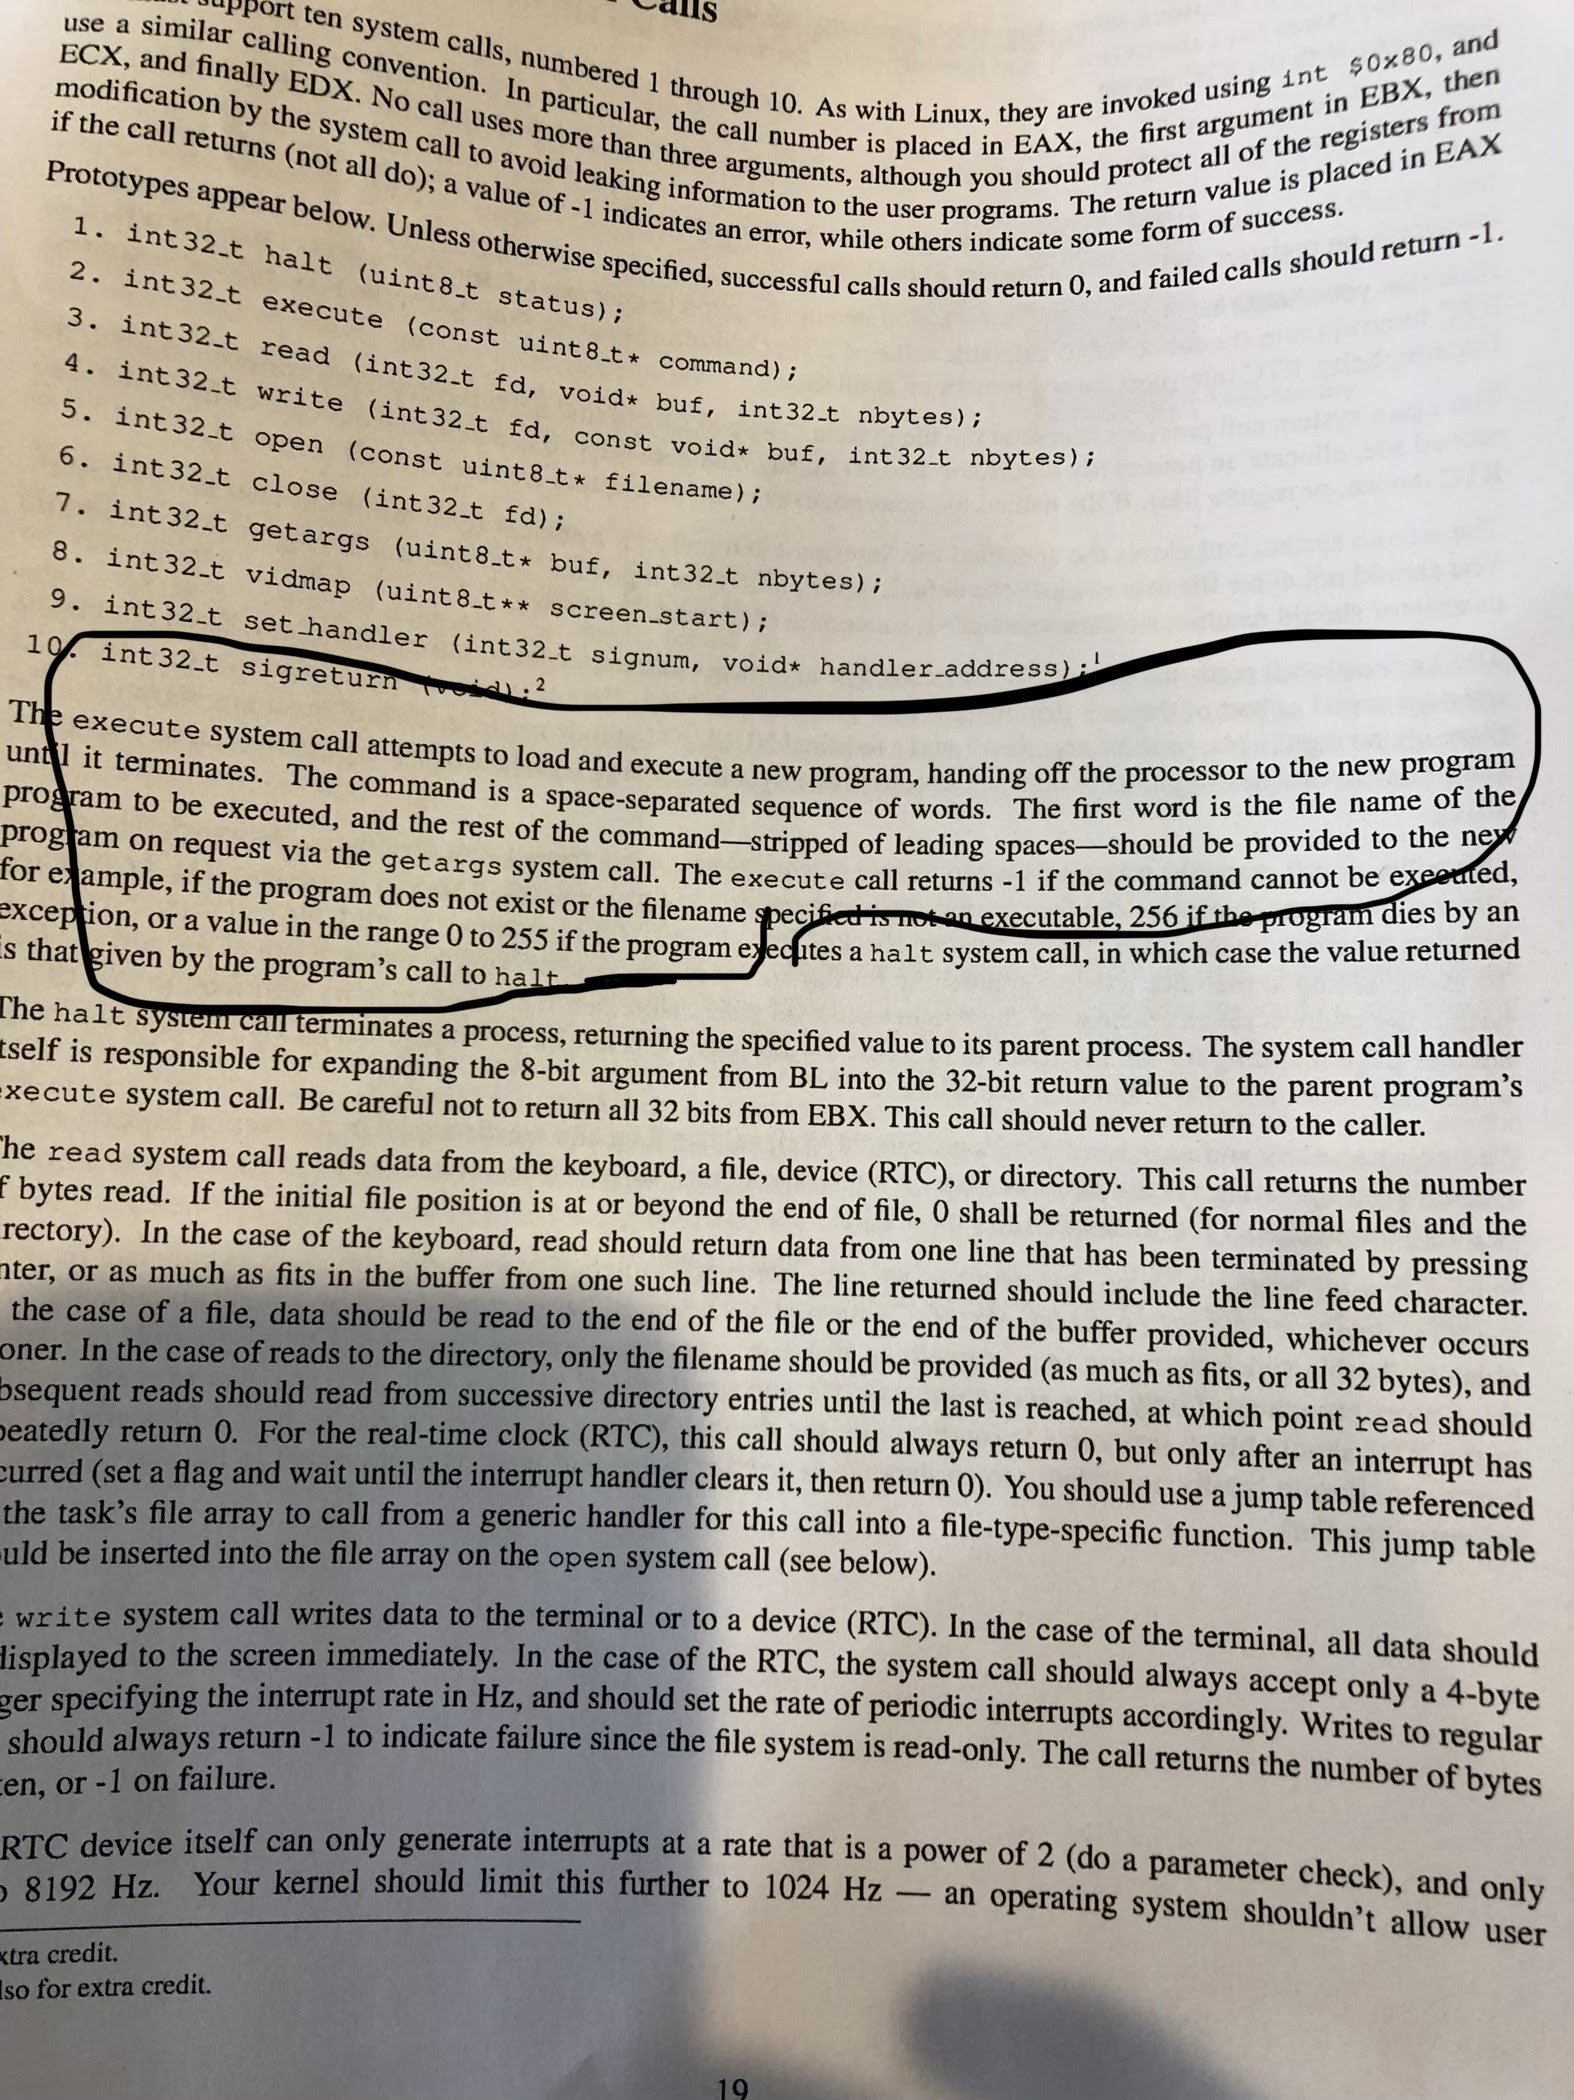 support ten system calls, numbered 1 through 10. As with Linux, they are invoked using int $0x80, and
use a similar calling convention. In particular, the call number is placed in EAX, the first argument in EBX, then
ECX, and finally EDX. No call uses more than three arguments, although you should protect all of the registers from
modification by the system call to avoid leaking information to the user programs. The return value is placed in EAX
if the call returns (not all do); a value of -1 indicates an error, while others indicate some form of success.
Prototypes appear below. Unless otherwise specified, successful calls should return 0, and failed calls should return -1.
1. int32_t halt (uint8_t status);
2. int32_t execute (const uint8_t* command);
3. int32_t read (int32_t fd, void* buf, int32_t nbytes);
4. int32_t write (int32_t fd, const void* buf, int32_t nbytes);
5. int32_t open (const uint8_t* filename);
6. int32_t close (int32_t fd);
7. int32_t getargs (uint8_t* buf, int32_t nbytes);
8. int32_t vidmap (uint8_t** screen_start);
9. int32_t set_handler (int32_t signum, void* handler_address);1
10. int32_t sigreturn (void);2
The execute system call attempts to load and execute a new program, handing off the processor to the new program
until it terminates. The command is a space-separated sequence of words. The first word is the file name of the
program to be executed, and the rest of the command—stripped of leading spaces—should be provided to the new
program on request via the getargs system call. The execute call returns -1 if the command cannot be executed,
for example, if the program does not exist or the filename specified is not an executable, 256 if the program dies by an
exception, or a value in the range 0 to 255 if the program executes a halt system call, in which case the value returned
is that given by the program's call to halt.
The halt system call terminates a process, returning the specified value to its parent process. The system call handler
tself is responsible for expanding the 8-bit argument from BL into the 32-bit return value to the parent program's
execute system call. Be careful not to return all 32 bits from EBX. This call should never return to the caller.
The read system call reads data from the keyboard, a file, device (RTC), or directory. This call returns the number
f bytes read. If the initial file position is at or beyond the end of file, 0 shall be returned (for normal files and the
rectory). In the case of the keyboard, read should return data from one line that has been terminated by pressing
nter, or as much as fits in the buffer from one such line. The line returned should include the line feed character.
the case of a file, data should be read to the end of the file or the end of the buffer provided, whichever occurs
oner. In the case of reads to the directory, only the filename should be provided (as much as fits, or all 32 bytes), and
bsequent reads should read from successive directory entries until the last is reached, at which point read should
peatedly return 0. For the real-time clock (RTC), this call should always return 0, but only after an interrupt has
curred (set a flag and wait until the interrupt handler clears it, then return 0). You should use a jump table referenced
the task's file array to call from a generic handler for this call into a file-type-specific function. This jump table
uld be inserted into the file array on the open system call (see below).
write system call writes data to the terminal or to a device (RTC). In the case of the terminal, all data should
displayed to the screen immediately. In the case of the RTC, the system call should always accept only a 4-byte
ger specifying the interrupt rate in Hz, and should set the rate of periodic interrupts accordingly. Writes to regular
should always return -1 to indicate failure since the file system is read-only. The call returns the number of bytes
ten, or -1 on failure.
RTC device itself can only generate interrupts at a rate that is a power of 2 (do a parameter check), and only
8192 Hz. Your kernel should limit this further to 1024 Hz — an operating system shouldn't allow user
xtra credit.
lso for extra credit.
19